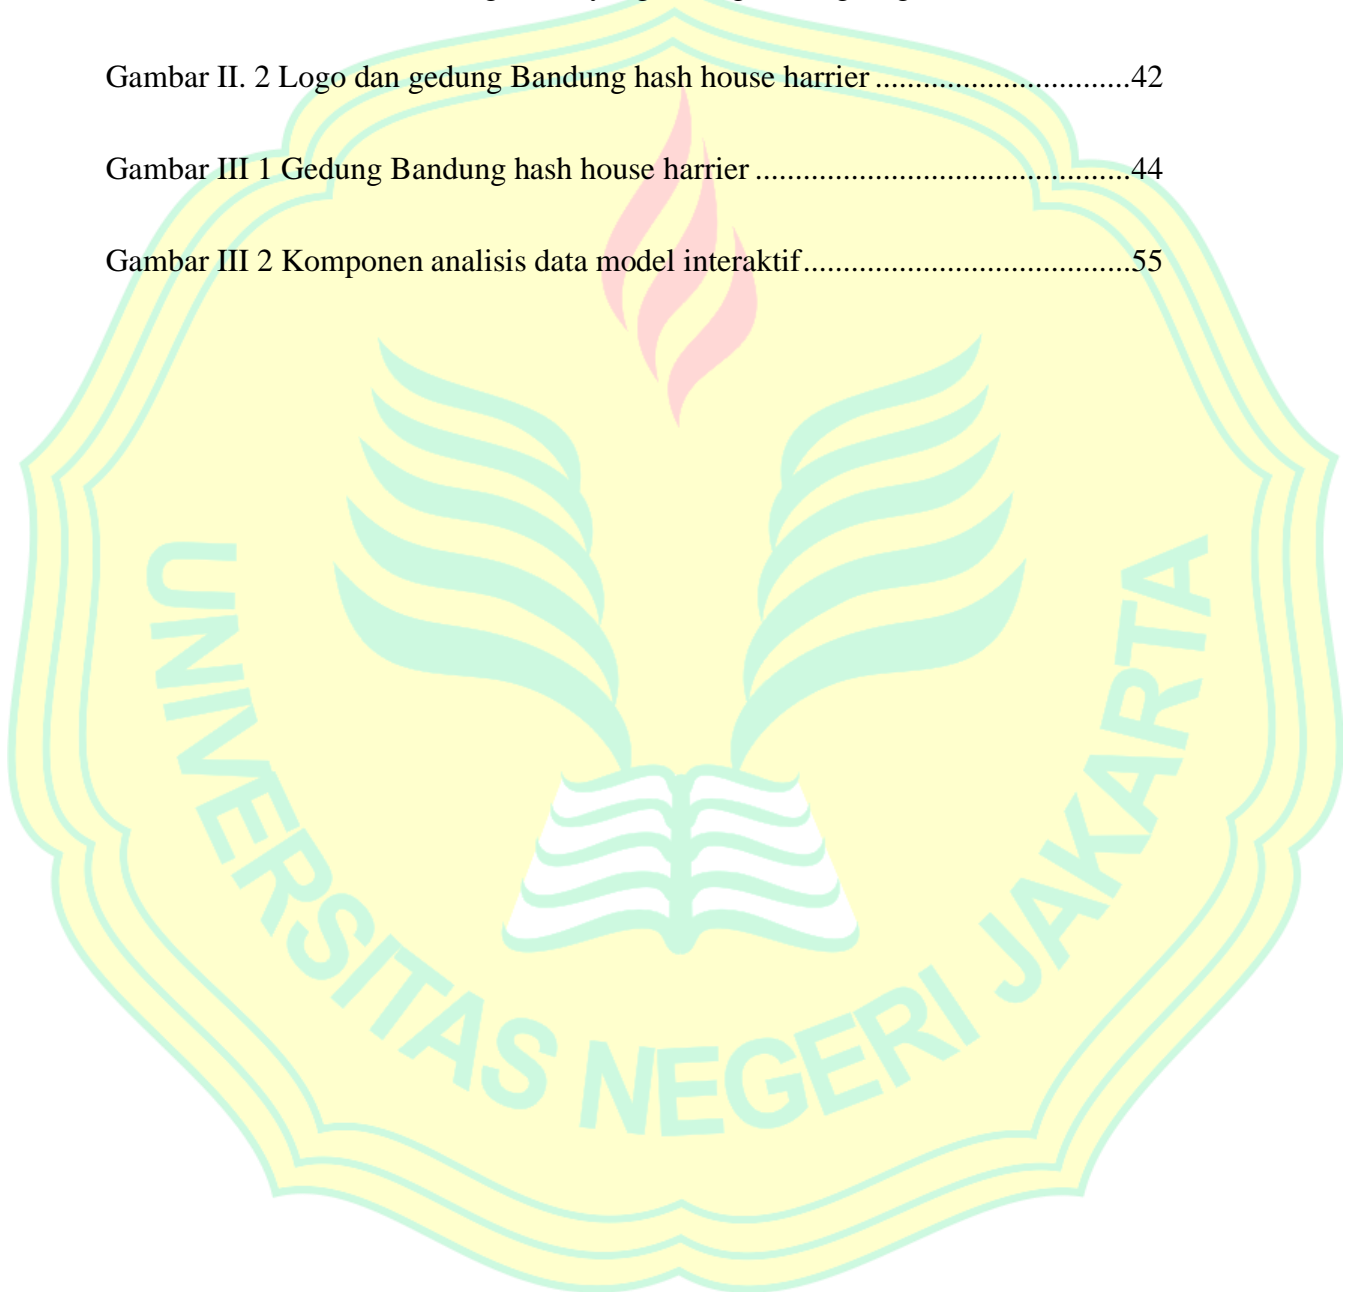 Gambar II. 2 Logo dan gedung Bandung hash house harrier ................................42
Gambar III 1 Gedung Bandung hash house harrier ...............................................44
Gambar III 2 Komponen analisis data model interaktif.........................................55
UNIVERSITAS NEGERI JAKARTA